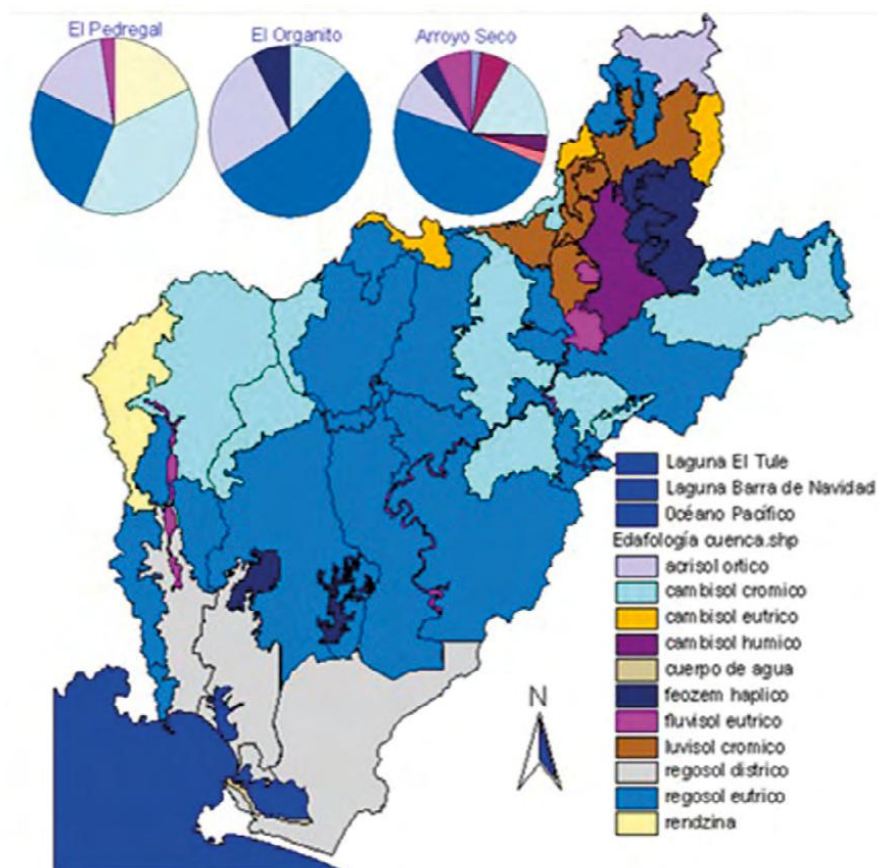 El Pedregal
El Organito
Arroyo Seco
Laguna El Tule
Laguna Barra de Navidad
Océano Pacífico
Edafología cuenca.shp
acrisol ortico
cambisol crómico
cambisol eutrico
cambisol humico
cuerpo de agua
feozem haplico
fluvisol eutrico
luvisol cromico
regosol districo
regosol eutrico
rendzina
N